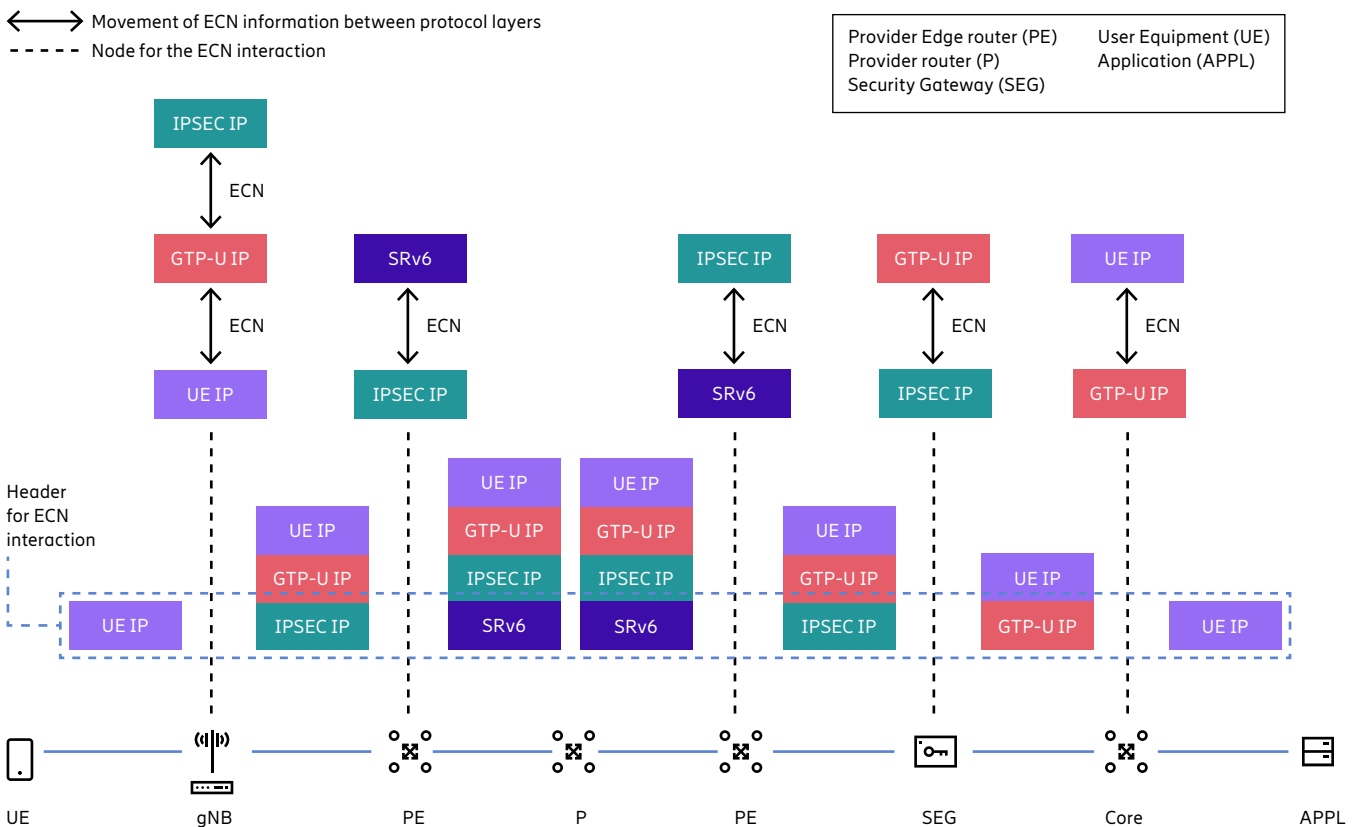 Movement of ECN information between protocol layers
Node for the ECN interaction
Provider Edge router (PE)
Provider router (P)
Security Gateway (SEG)
User Equipment (UE)
Application (APPL)
IPSEC IP
ECN
GTP-U IP
ECN
UE IP
SRv6
ECN
IPSEC IP
IPSEC IP
ECN
SRv6
GTP-U IP
ECN
IPSEC IP
UE IP
ECN
GTP-U IP
Header
for ECN
interaction
UE IP
UE IP
GTP-U IP
IPSEC IP
UE IP
GTP-U IP
IPSEC IP
SRv6
UE IP
GTP-U IP
IPSEC IP
SRv6
UE IP
GTP-U IP
IPSEC IP
UE IP
GTP-U IP
UE IP
UE
gNB
PE
P
PE
SEG
Core
APPL